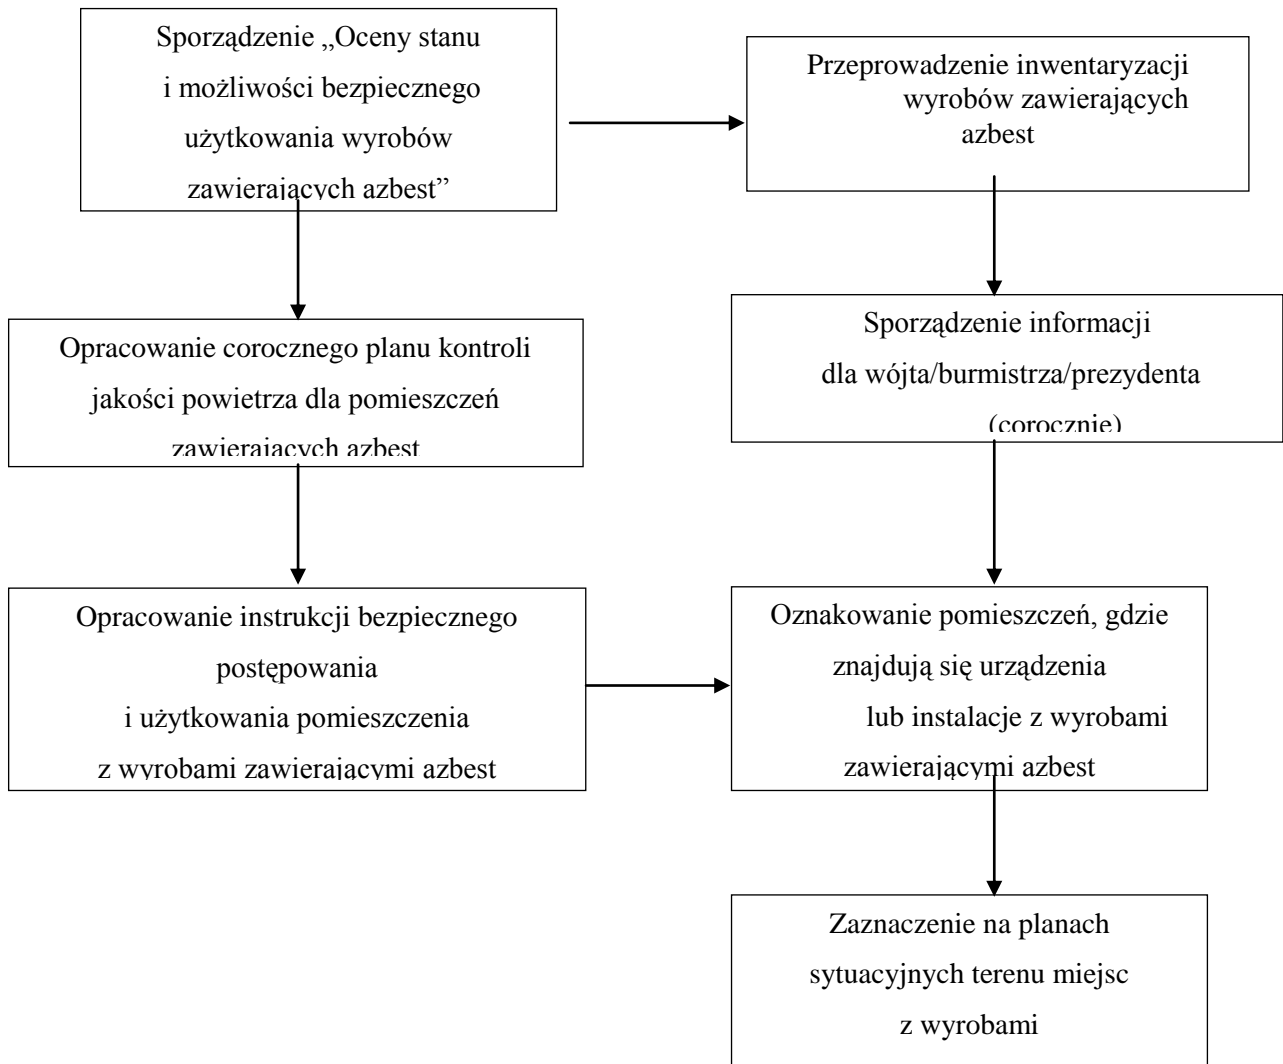 Sporządzenie „Oceny stanu
i możliwości bezpiecznego
użytkowania wyrobów
zawierających azbest”
Przeprowadzenie inwentaryzacji
wyrobów zawierających
azbest
Opracowanie corocznego planu kontroli
jakości powietrza dla pomieszczeń
zawierających azbest
Sporządzenie informacji
dla wójta/burmistrza/prezydenta
(corocznie)
Opracowanie instrukcji bezpiecznego
postępowania
i użytkowania pomieszczenia
z wyrobami zawierającymi azbest
Oznakowanie pomieszczeń, gdzie
znajdują się urządzenia
lub instalacje z wyrobami
zawierającymi azbest
Zaznaczenie na planach
sytuacyjnych terenu miejsc
z wyrobami